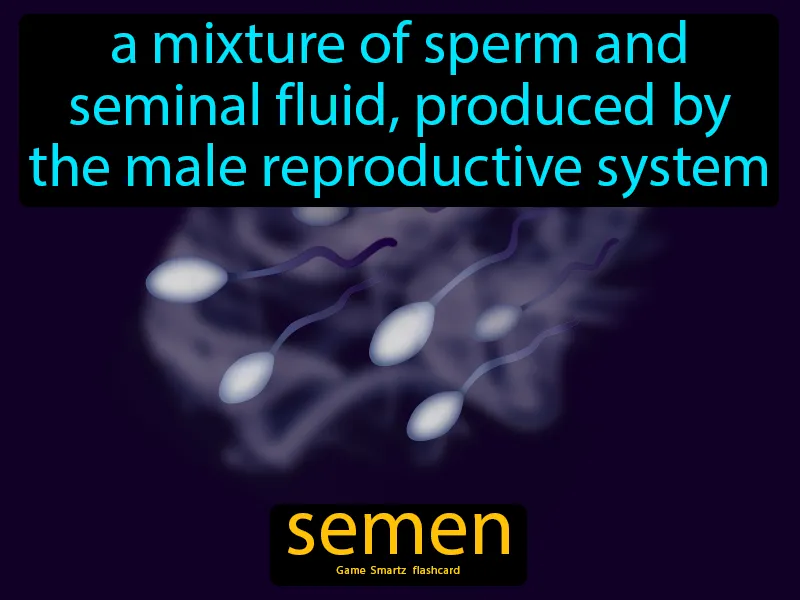 a mixture of sperm and
seminal fluid, produced by
the male reproductive system
semen
Game Smartz flashcard